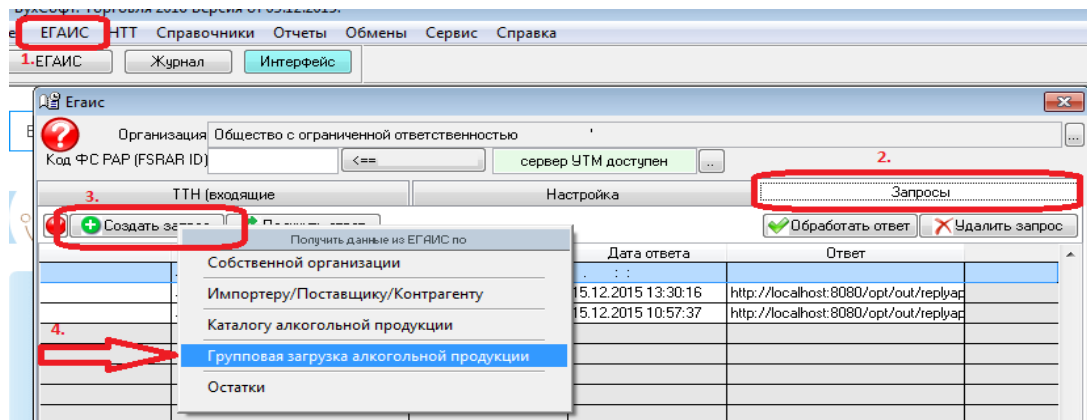 БухСофт: Торговля 2016 Версия от 05.12.2015.
ЕГАИС НТТ Справочники Отчеты Обмены Сервис Справка
1. ЕГАИС Журнал Интерфейс
Егаис
Организация Общество с ограниченной ответственностью '
Код ФС РАР (FSRAR ID) <== сервер УТМ доступен ..
2.
3. ТТН (входящие Настройка Запросы
Создать запрос Получить ответ Обработать ответ Удалить запрос
Получить данные из ЕГАИС по
Дата ответа Ответ
Собственной организации
Импортеру/Поставщику/Контрагенту 15.12.2015 13:30:16 http://localhost:8080/opt/out/replyap
Каталогу алкогольной продукции 15.12.2015 10:57:37 http://localhost:8080/opt/out/replyap
4.
Групповая загрузка алкогольной продукции
Остатки